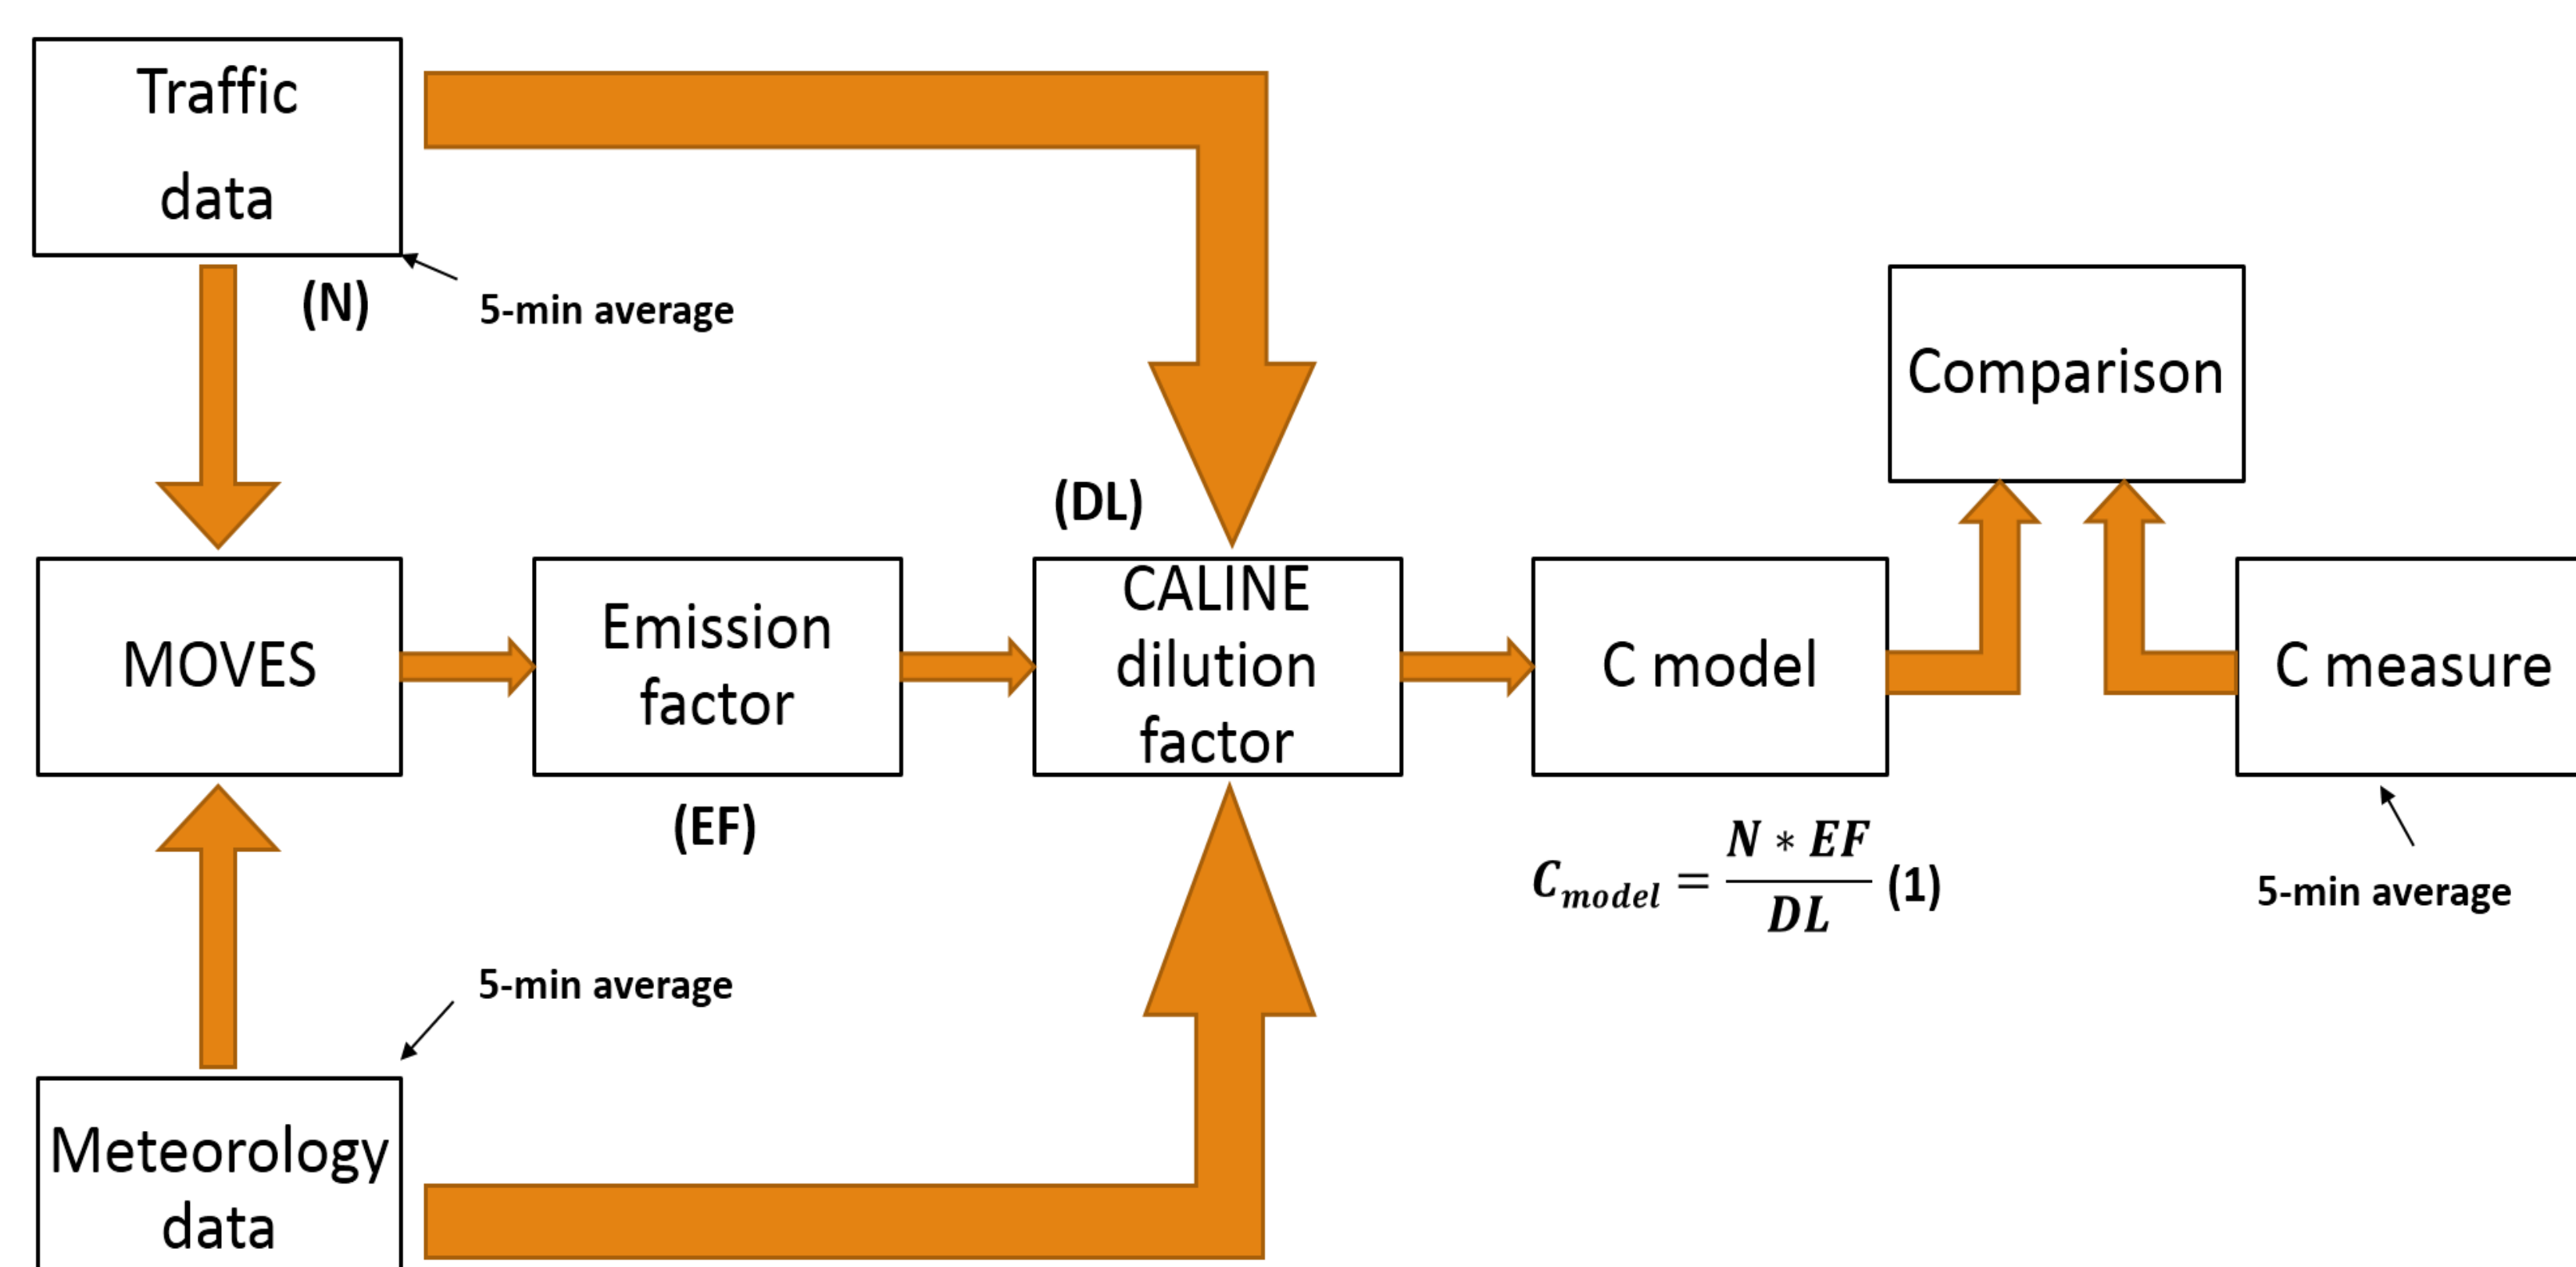 Traffic
data
(N)
5-min average
(DL)
Comparison
MOVES
Emission
factor
(EF)
CALINE
dilution
factor
C model
C measure
C_model = N * EF / DL (1)
5-min average
5-min average
Meteorology
data